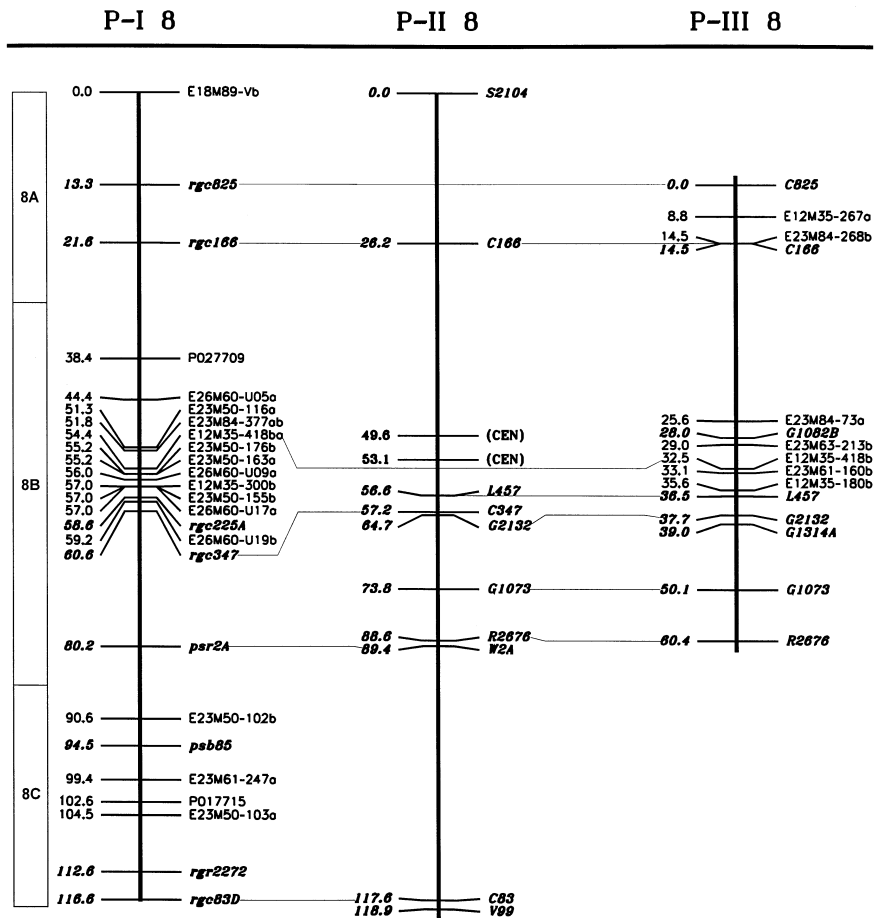 P-I 8 P-II 8 P-III 8
8A
8B
8C
0.0 E18M89-Vb
13.3 rgc825
21.6 rgc166
38.4 P027709
44.4 E26M60-U05a
51.3 E23M50-116a
51.8 E23M84-377ab
54.4 E12M35-418ba
55.2 E23M50-176b
55.2 E23M50-163a
56.0 E26M60-U09a
57.0 E12M35-300b
57.0 E23M50-155b
57.0 E26M60-U17a
58.6 rgc225A
59.2 E26M60-U19b
60.6 rgc347
80.2 psr2A
90.6 E23M50-102b
94.5 psb85
99.4 E23M61-247a
102.6 P017715
104.5 E23M50-103a
112.6 rgr2272
116.6 rgc83D
0.0 S2104
26.2 C166
49.6 (CEN)
53.1 (CEN)
56.6 L457
57.2 C347
64.7 G2132
73.8 G1073
88.6 R2676
89.4 W2A
117.6 C83
118.9 V99
0.0 C825
8.8 E12M35-267a
14.5 E23M84-268b
14.5 C166
25.6 E23M84-73a
28.0 G1082B
29.0 E23M63-213b
32.5 E12M35-418b
33.1 E23M61-160b
35.6 E12M35-180b
36.5 L457
37.7 G2132
39.0 G1314A
50.1 G1073
60.4 R2676